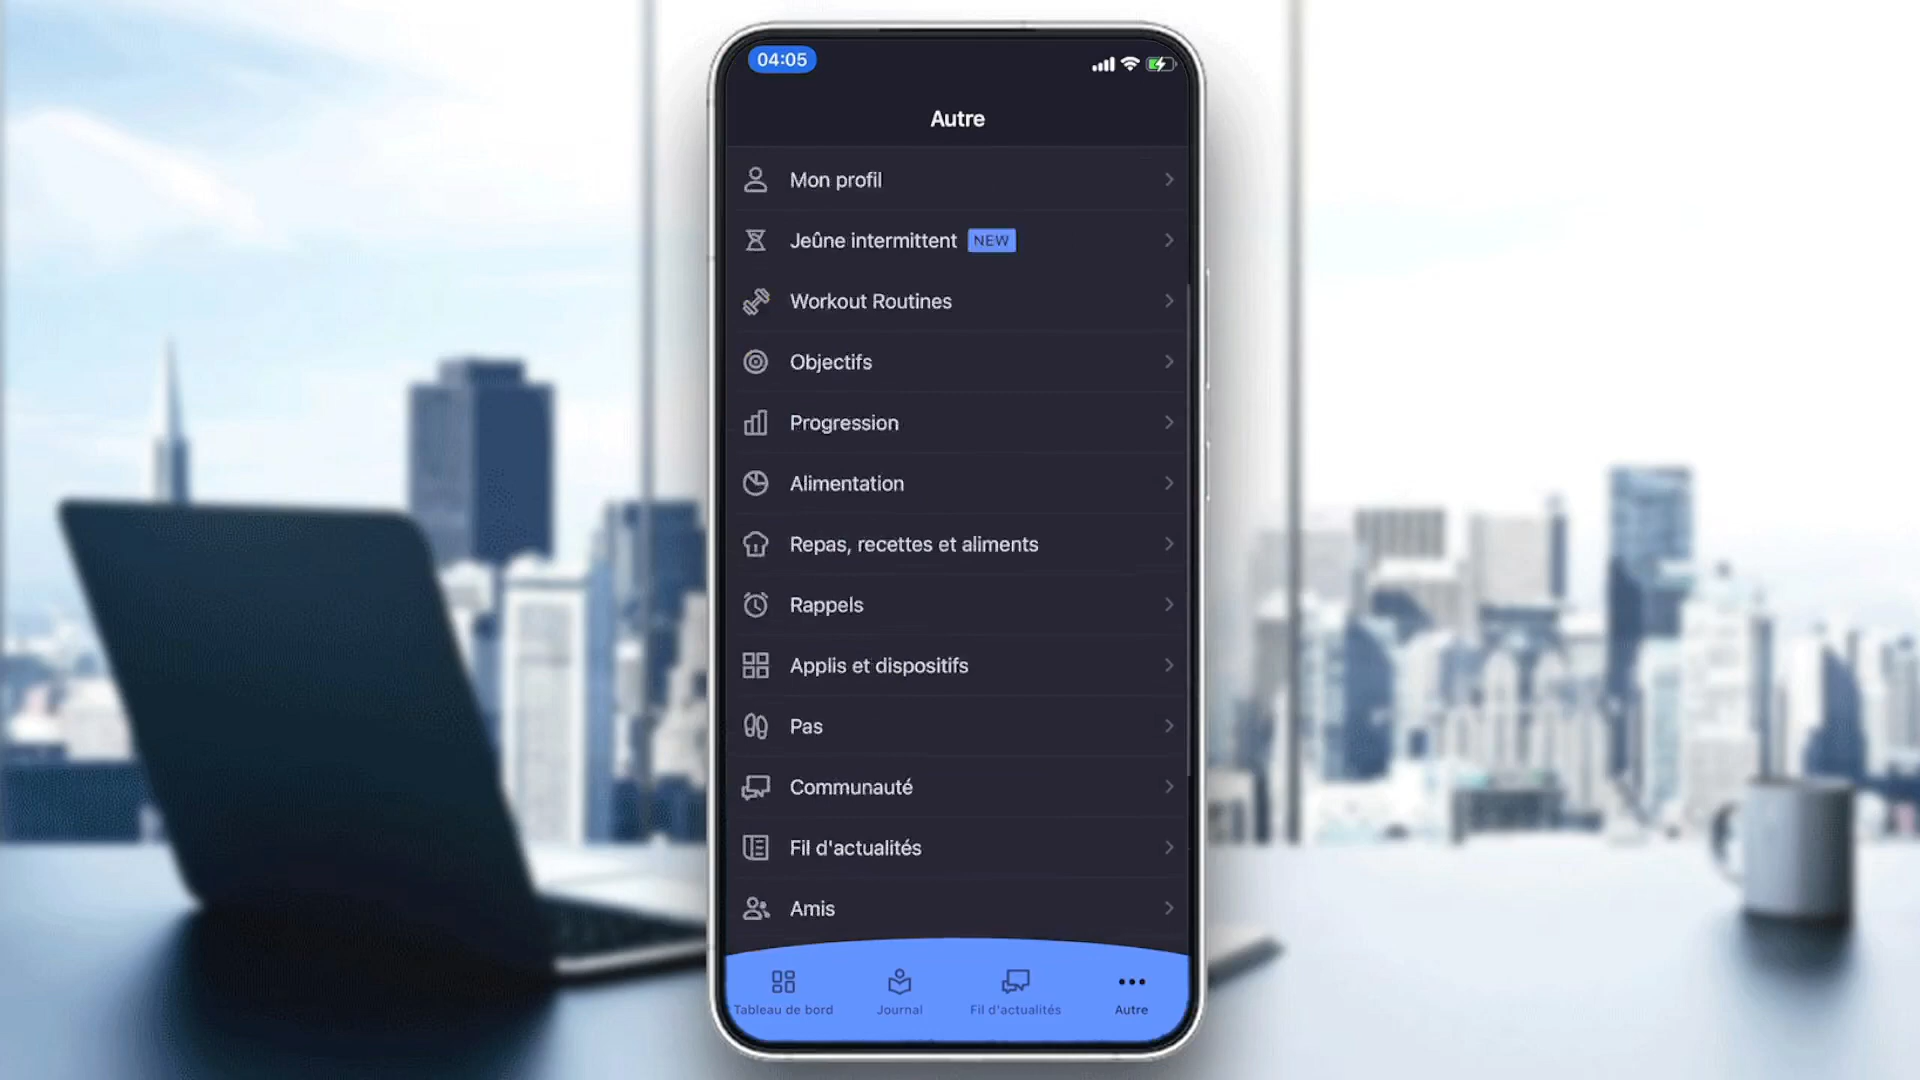 04:05
Autre
Mon profil
Jeûne intermittent NEW
Workout Routines
Objectifs
Progression
Alimentation
Repas, recettes et aliments
Rappels
Applis et dispositifs
Pas
Communauté
Fil d'actualités
Amis
Tableau de bord Journal Fil d'actualités Autre